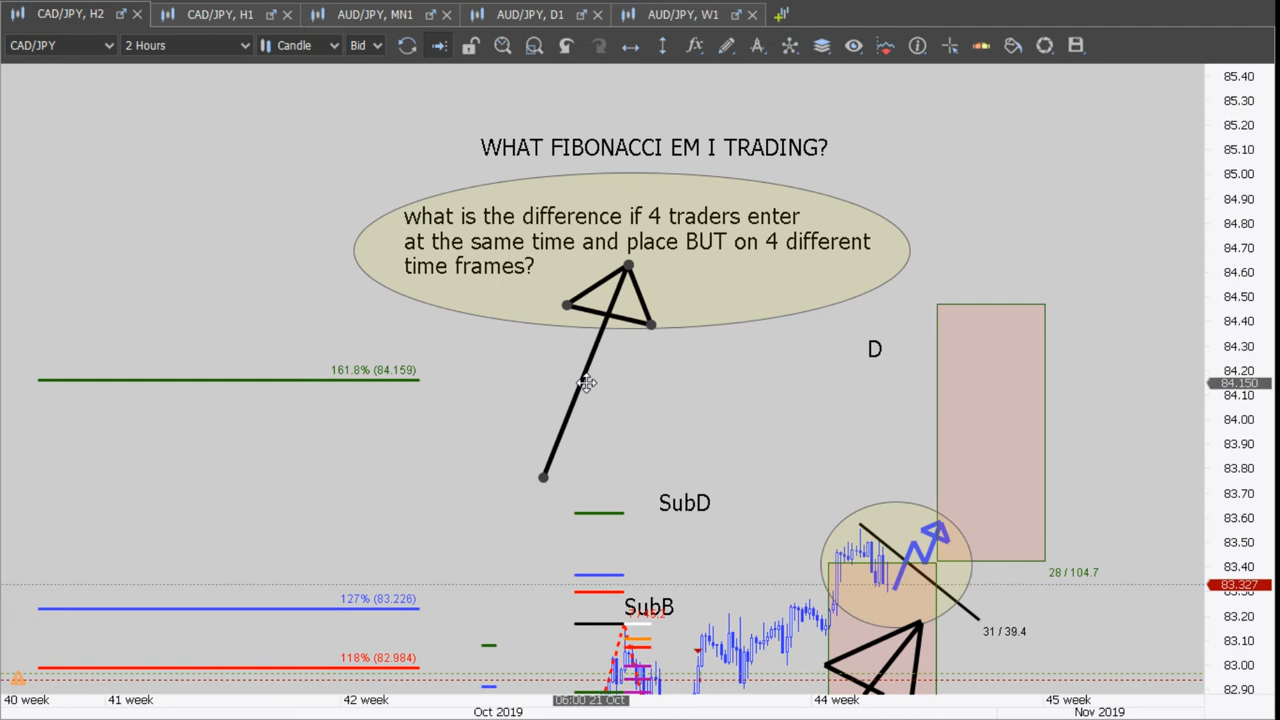 CAD/JPY, H2
CAD/JPY, H1
AUD/JPY, MN1
AUD/JPY, D1
AUD/JPY, W1
CAD/JPY
2 Hours
Candle
Bid
WHAT FIBONACCI EM I TRADING?
what is the difference if 4 traders enter
at the same time and place BUT on 4 different
time frames?
D
161.8% (84.159)
SubD
28 / 104.7
127% (83.226)
SubB
31 / 39.4
118% (82.984)
85.40
85.30
85.20
85.10
85.00
84.90
84.80
84.70
84.60
84.50
84.40
84.30
84.20
84.150
84.10
84.00
83.90
83.80
83.70
83.60
83.50
83.40
83.327
83.20
83.10
83.00
82.90
40 week
41 week
42 week
06:00 21 Oct
44 week
45 week
Oct 2019
Nov 2019